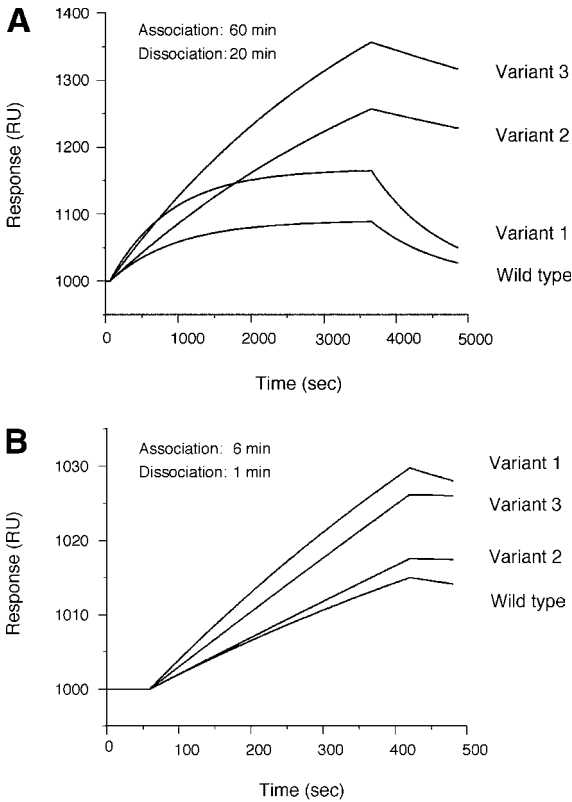 A
Association: 60 min
Dissociation: 20 min
Response (RU)
1400
1300
1200
1100
1000
Variant 3
Variant 2
Variant 1
Wild type
0 1000 2000 3000 4000 5000
Time (sec)
B
Association: 6 min
Dissociation: 1 min
Response (RU)
1030
1020
1010
1000
Variant 1
Variant 3
Variant 2
Wild type
0 100 200 300 400 500
Time (sec)